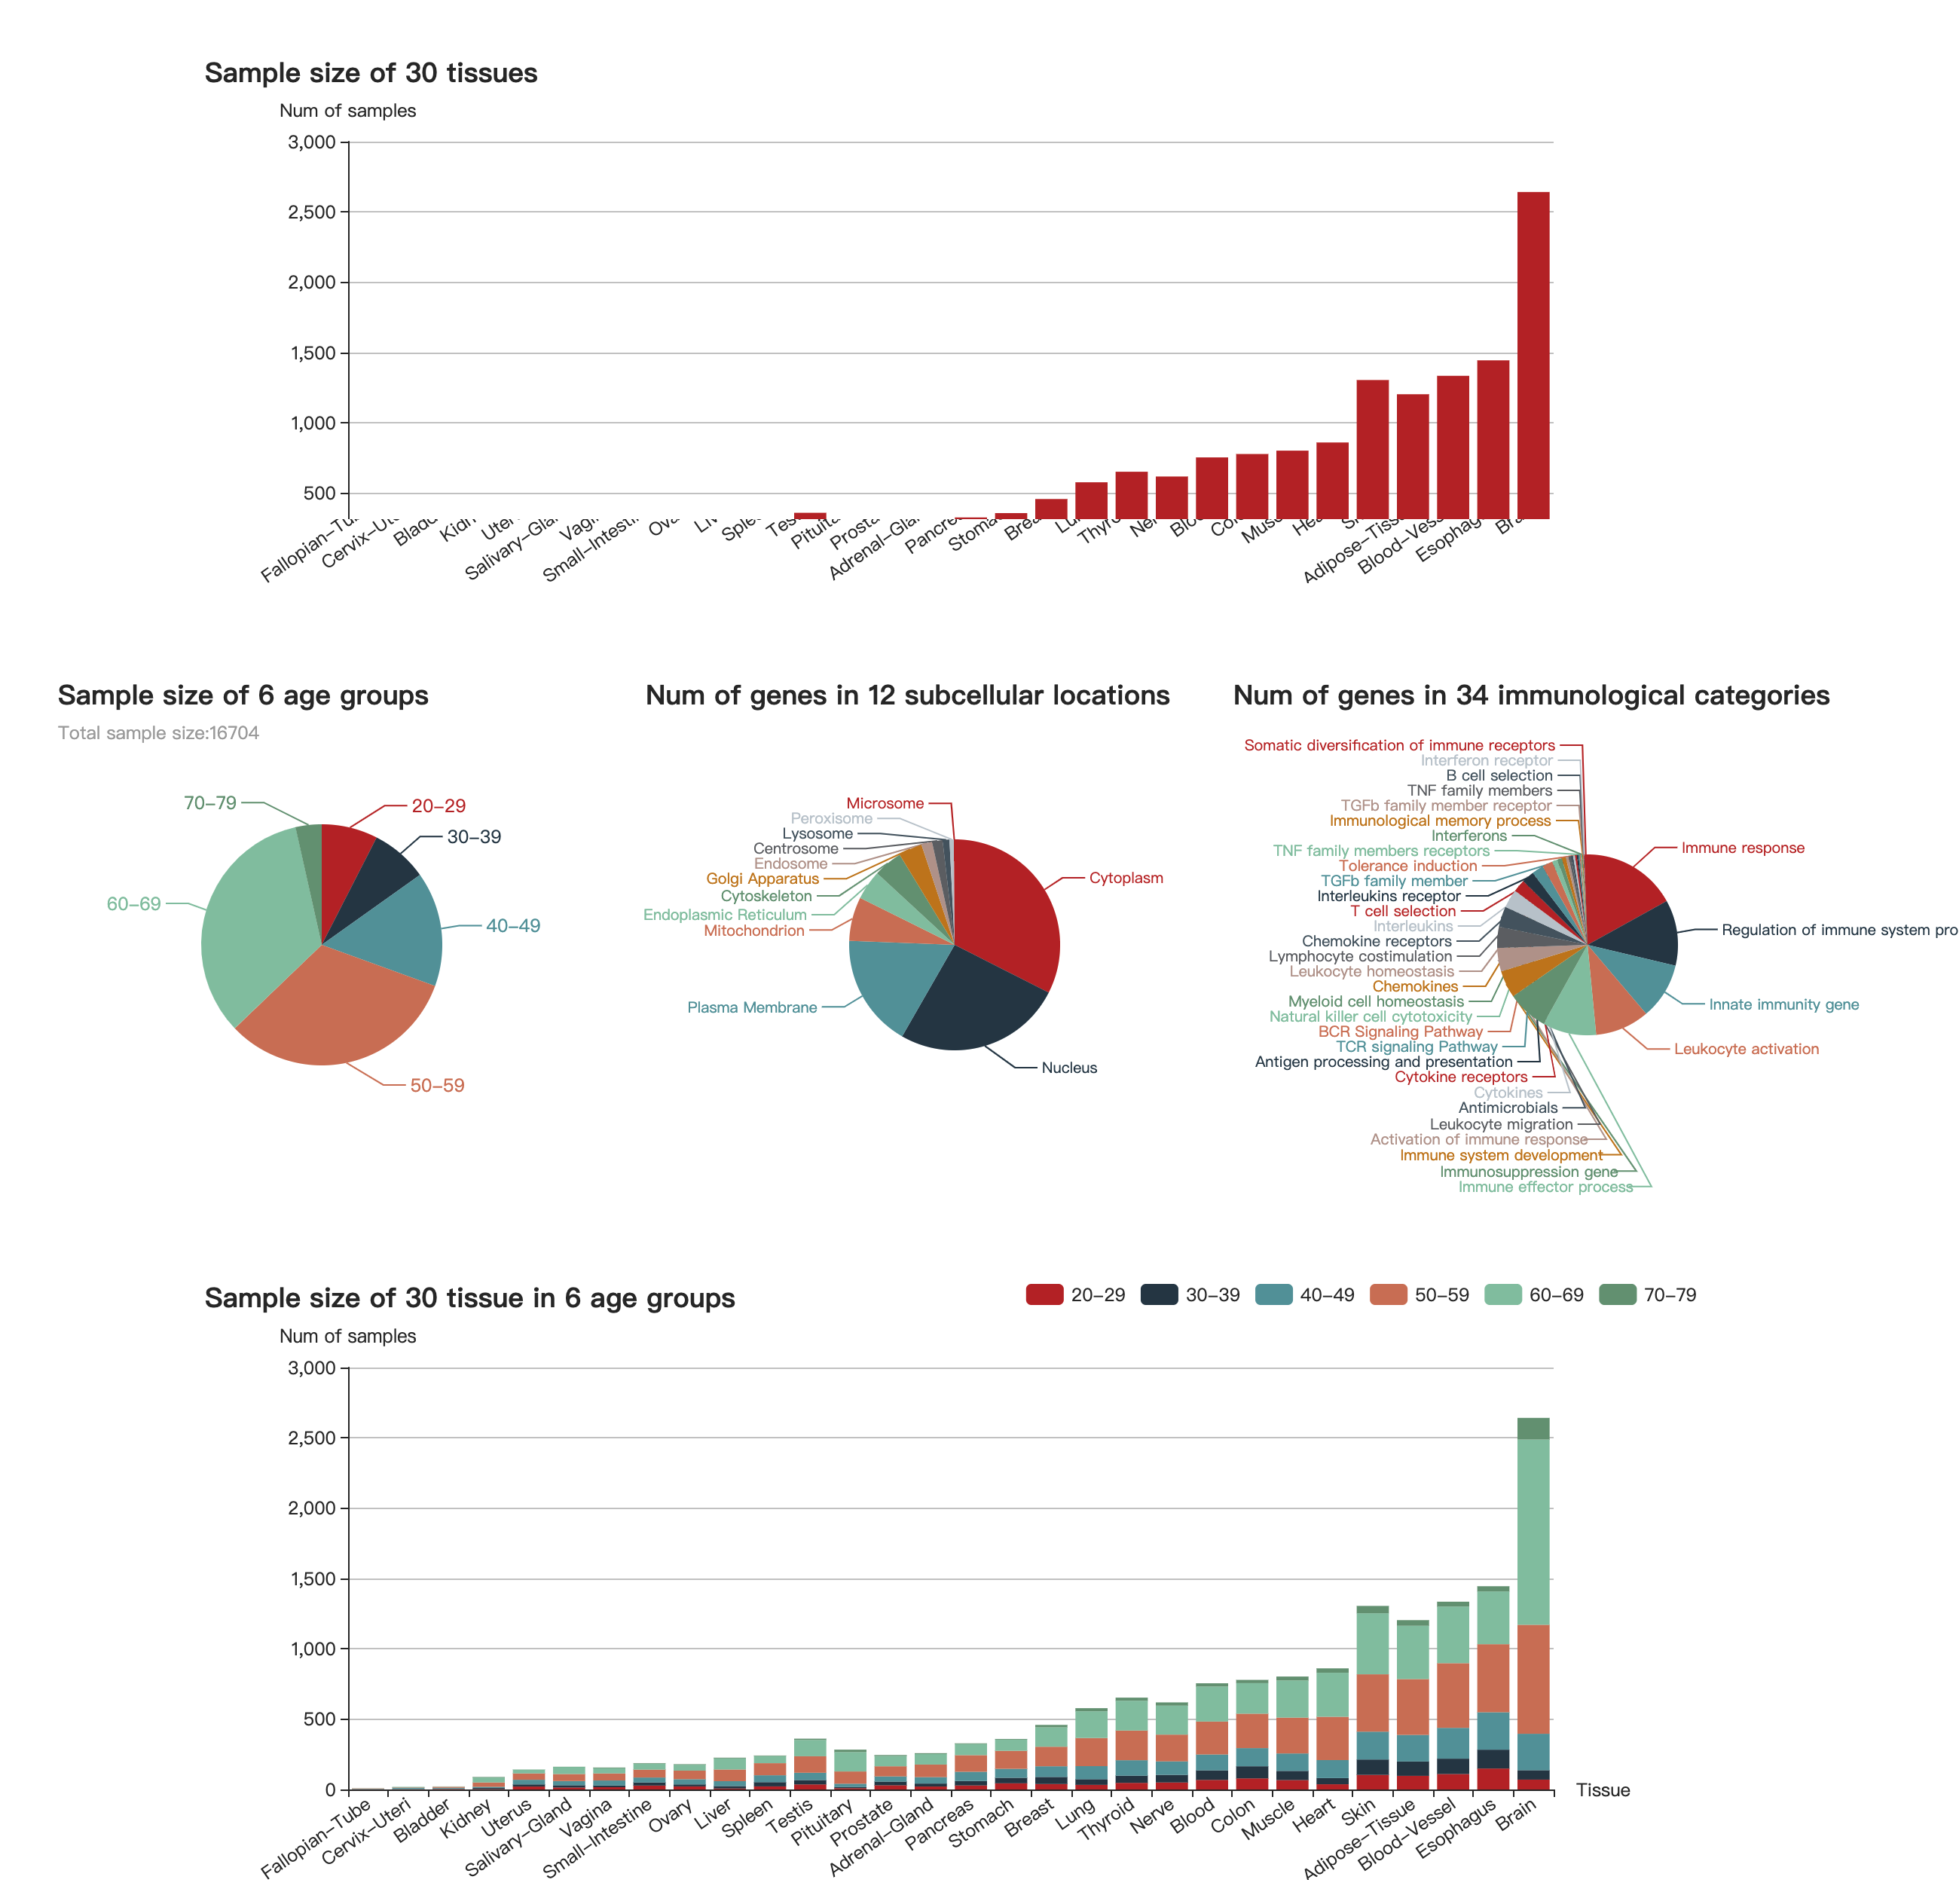 Sample size of 30 tissues
Num of samples
3,000
2,500
2,000
1,500
1,000
500
Sample size of 6 age groups
Total sample size:16704
70–79
20–29
30–39
60–69
40–49
50–59
Num of genes in 12 subcellular locations
Microsome
Peroxisome
Lysosome
Centrosome
Endosome
Golgi Apparatus
Cytoskeleton
Endoplasmic Reticulum
Mitochondrion
Plasma Membrane
Cytoplasm
Nucleus
Num of genes in 34 immunological categories
Somatic diversification of immune receptors
Interferon receptor
B cell selection
TNF family members
TGFb family member receptor
Immunological memory process
Interferons
TNF family members receptors
Tolerance induction
TGFb family member
Interleukins receptor
T cell selection
Interleukins
Chemokine receptors
Lymphocyte costimulation
Leukocyte homeostasis
Chemokines
Myeloid cell homeostasis
Natural killer cell cytotoxicity
BCR Signaling Pathway
TCR signaling Pathway
Antigen processing and presentation
Cytokine receptors
Cytokines
Antimicrobials
Leukocyte migration
Activation of immune response
Immune system development
Immunosuppression gene
Immune effector process
Immune response
Regulation of immune system pro
Innate immunity gene
Leukocyte activation
Sample size of 30 tissue in 6 age groups
20–29
30–39
40–49
50–59
60–69
70–79
Num of samples
3,000
2,500
2,000
1,500
1,000
500
0
Tissue
Fallopian–Tube
Cervix–Uteri
Bladder
Kidney
Uterus
Salivary–Gland
Vagina
Small–Intestine
Ovary
Liver
Spleen
Testis
Pituitary
Prostate
Adrenal–Gland
Pancreas
Stomach
Breast
Lung
Thyroid
Nerve
Blood
Colon
Muscle
Heart
Skin
Adipose–Tissue
Blood–Vessel
Esophagus
Brain